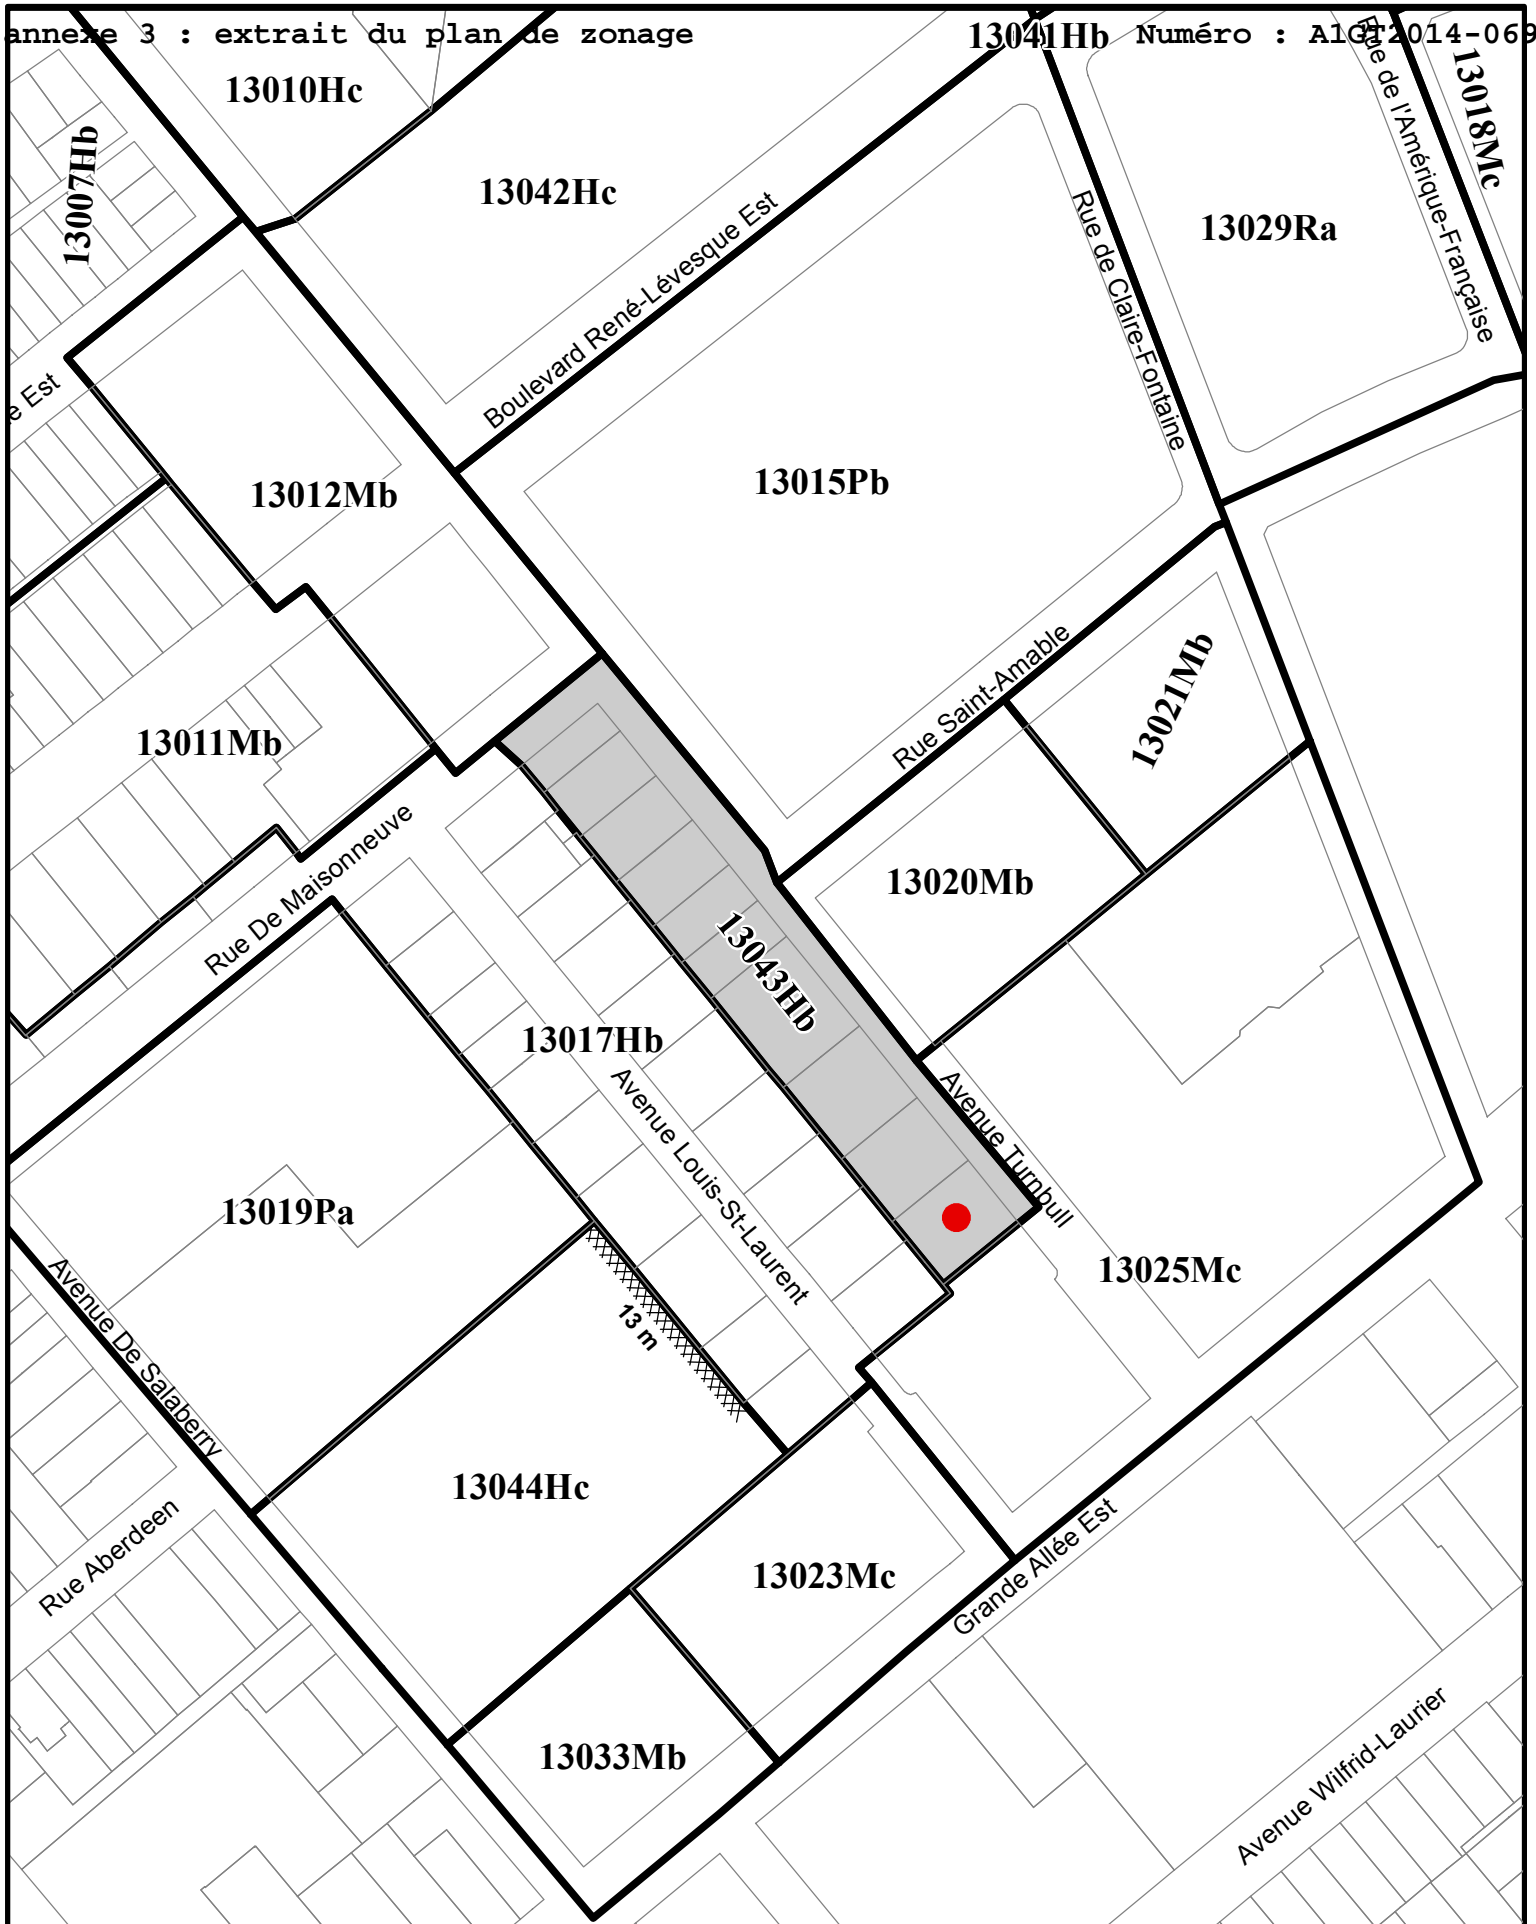 annexe 3 : extrait du plan de zonage
Numéro : A1GT2014-069
13041Hb
13010Hc
13018Mc
Rue de l'Amérique-Française
13007Hb
13042Hc
13029Ra
Boulevard René-Lévesque Est
Rue de Claire-Fontaine
e Est
13012Mb
13015Pb
Rue Saint-Amable
13021Mb
13011Mb
Rue De Maisonneuve
13020Mb
13043Hb
13017Hb
Avenue Louis-St-Laurent
Avenue Turnbull
13019Pa
13025Mc
Avenue De Salaberry
13 m
13044Hc
Rue Aberdeen
13023Mc
Grande Allée Est
13033Mb
Avenue Wilfrid-Laurier